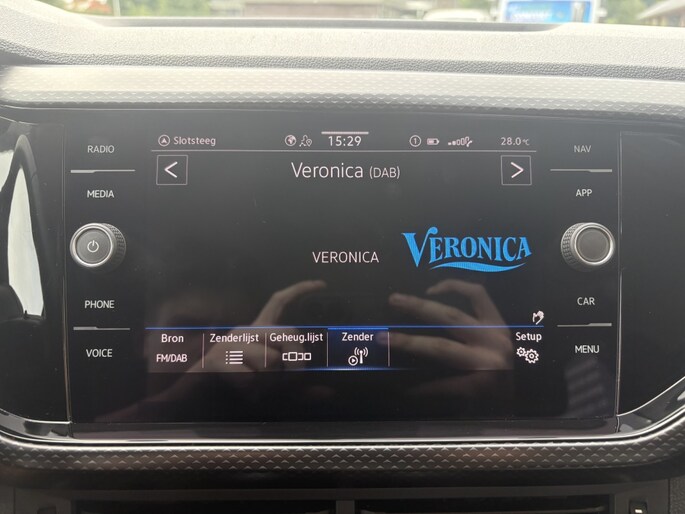 RADIO
MEDIA
PHONE
VOICE
Slotsteeg
15:29
1
28.0°C
<
Veronica (DAB)
>
VERONICA
VERONICA
Bron
FM/DAB
Zenderlijst
Geheug.lijst
Zender
Setup
NAV
APP
CAR
MENU